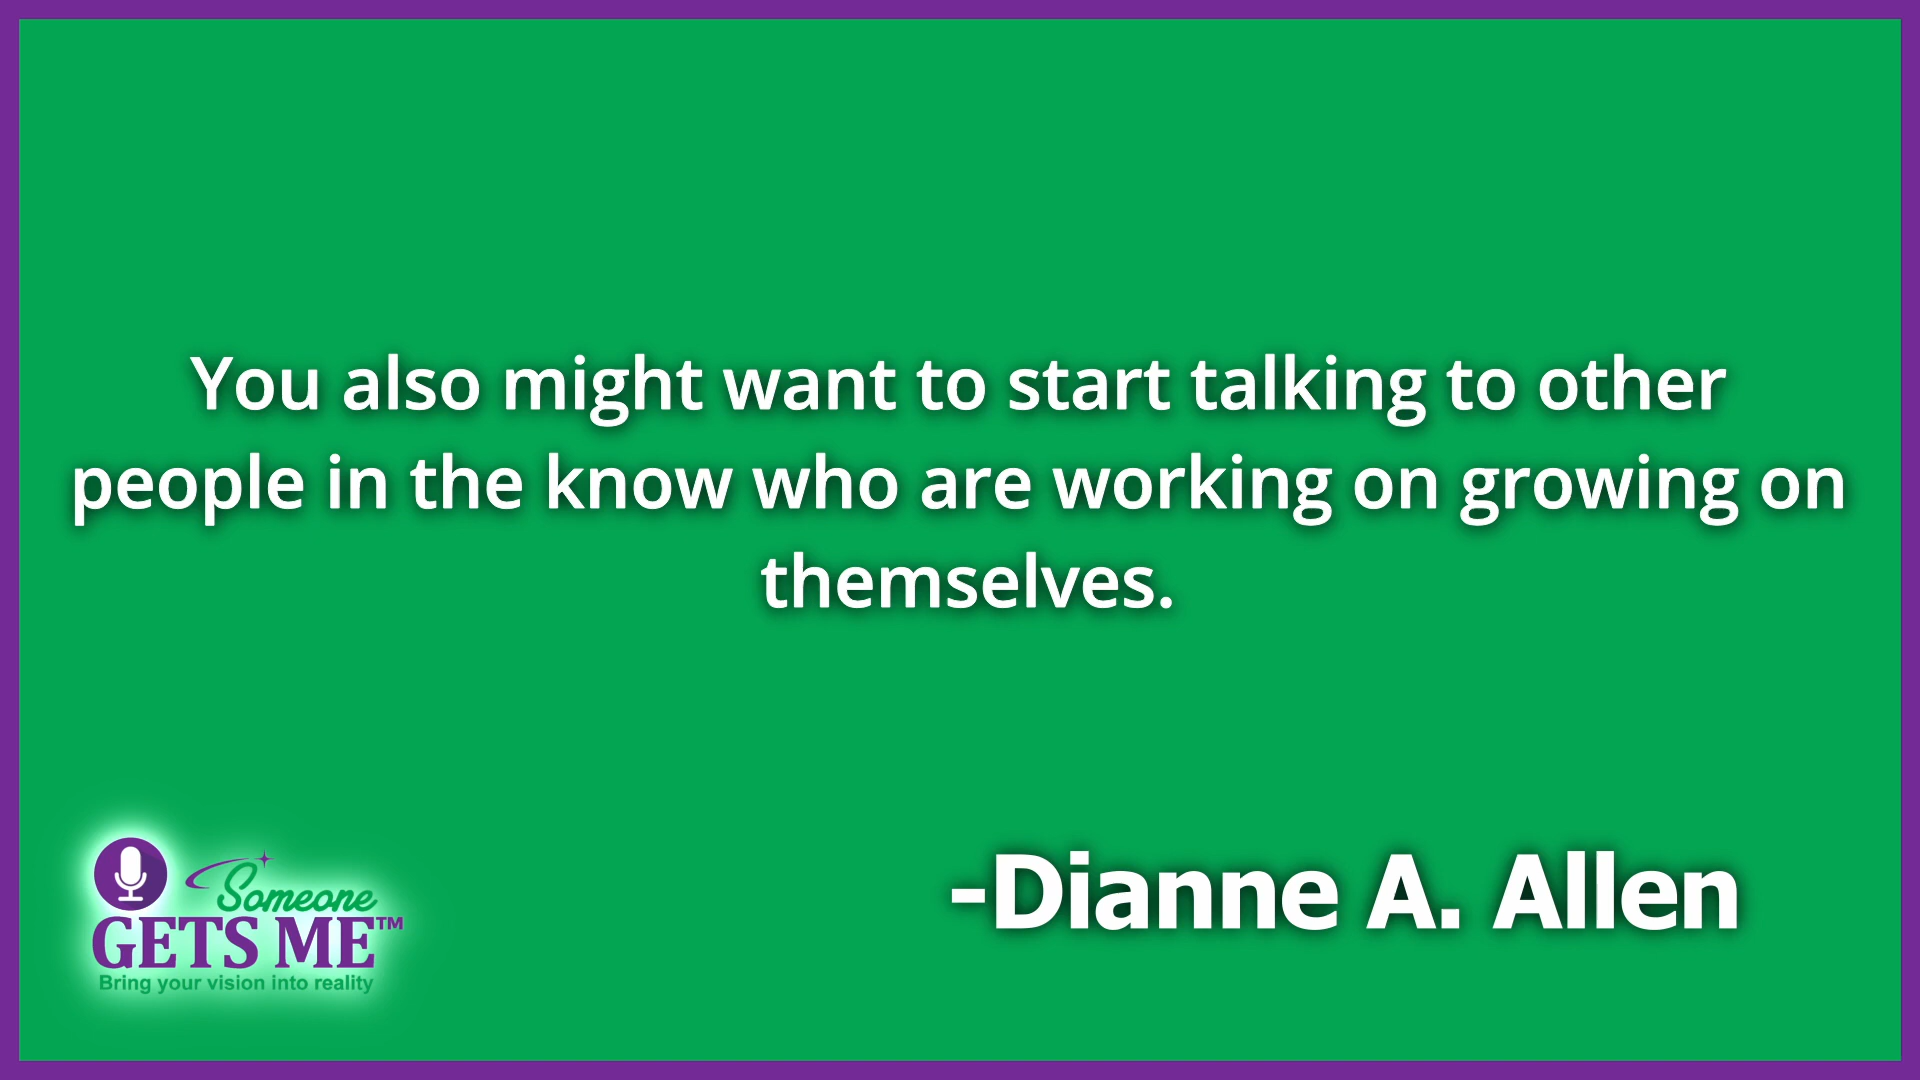 You also might want to start talking to other
people in the know who are working on growing on
themselves.
-Dianne A. Allen
Someone
GETS ME™
Bring your vision into reality